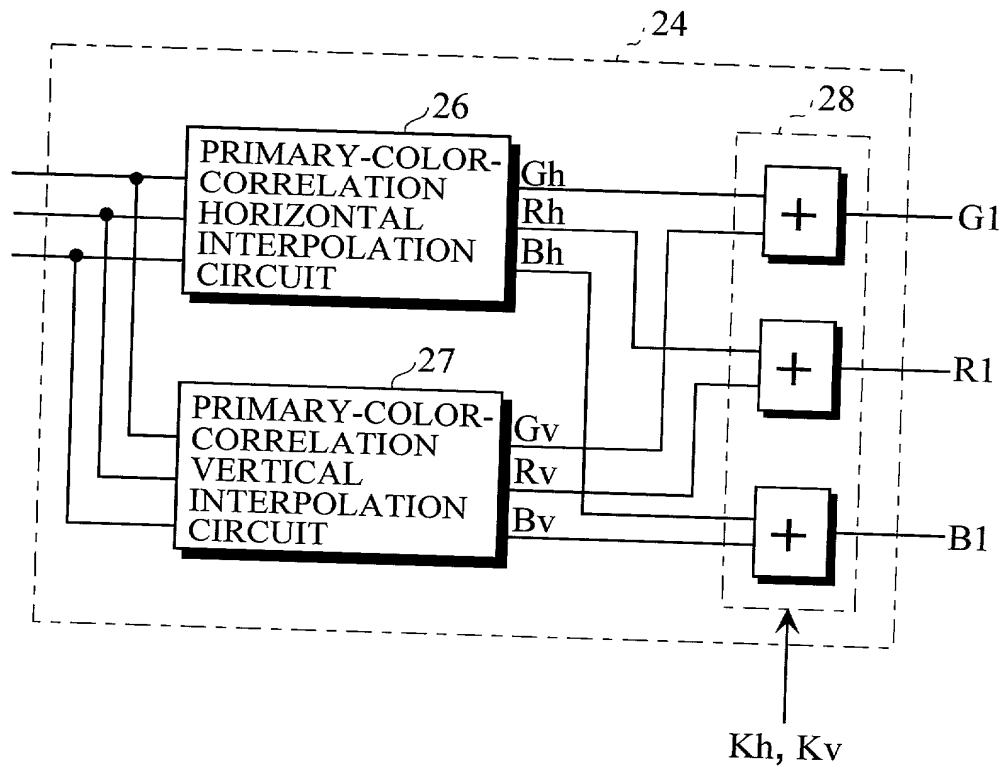 24
26
28
PRIMARY-COLOR-
CORRELATION
HORIZONTAL
INTERPOLATION
CIRCUIT
Gh
Rh
Bh
+
G1
27
+
R1
PRIMARY-COLOR-
CORRELATION
VERTICAL
INTERPOLATION
CIRCUIT
Gv
Rv
Bv
+
B1
Kh, Kv